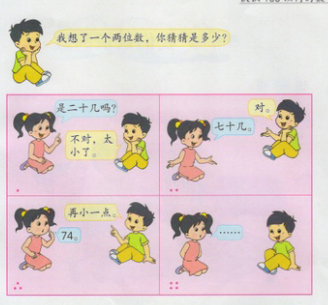 我想了一个两位数，你猜猜是多少？
是二十几吗？
不对，太
小了。
对。
七十几。
再小一点。
74。
……